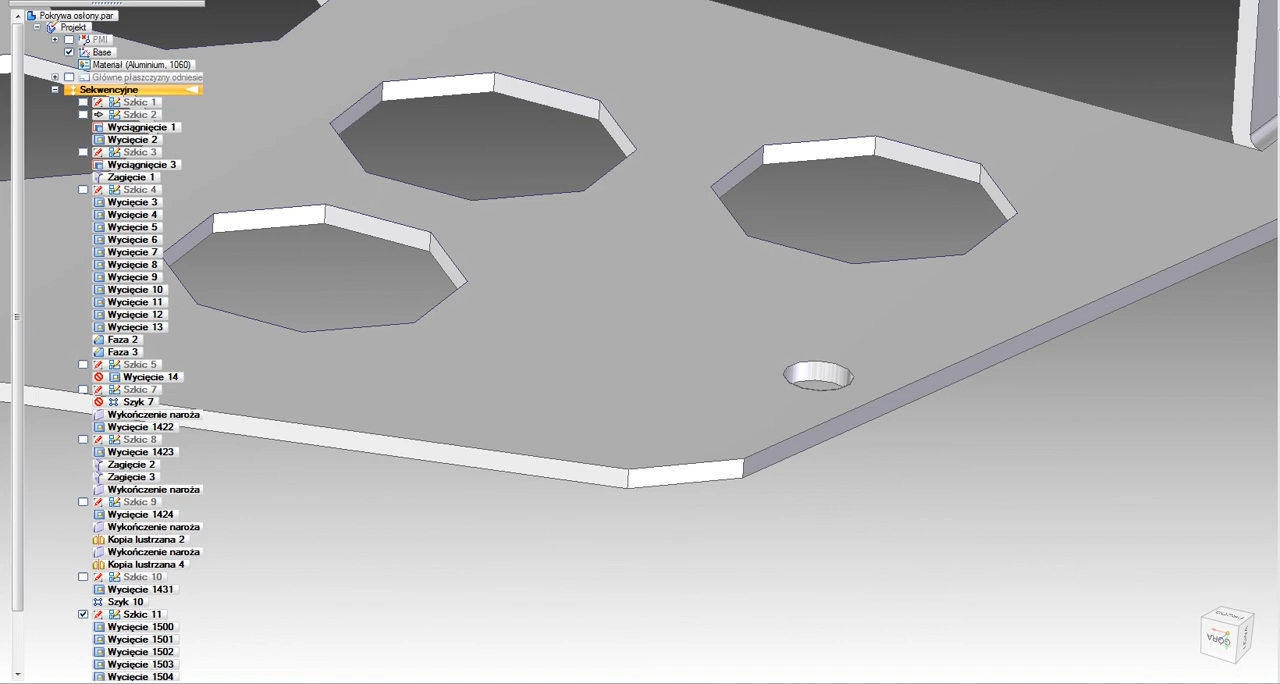 Pokrywa osłony.par
Projekt
PMI
Base
Materiał (Aluminium, 1060)
Główne płaszczyzny odniesie
Sekwencyjne
Szkic 1
Szkic 2
Wyciągnięcie 1
Wycięcie 2
Szkic 3
Wyciągnięcie 3
Zagięcie 1
Szkic 4
Wycięcie 3
Wycięcie 4
Wycięcie 5
Wycięcie 6
Wycięcie 7
Wycięcie 8
Wycięcie 9
Wycięcie 10
Wycięcie 11
Wycięcie 12
Wycięcie 13
Faza 2
Faza 3
Szkic 5
Wycięcie 14
Szkic 7
Szyk 7
Wykończenie naroża
Wycięcie 1422
Szkic 8
Wycięcie 1423
Zagięcie 2
Zagięcie 3
Wykończenie naroża
Szkic 9
Wycięcie 1424
Wykończenie naroża
Kopia lustrzana 2
Wykończenie naroża
Kopia lustrzana 4
Szkic 10
Wycięcie 1431
Szyk 10
Szkic 11
Wycięcie 1500
Wycięcie 1501
Wycięcie 1502
Wycięcie 1503
Wycięcie 1504
GÓRA